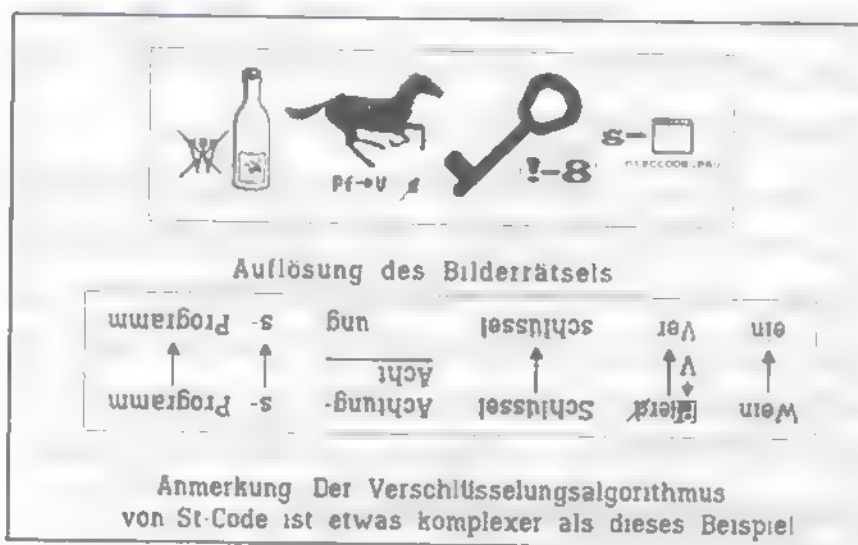 W
Pf→V d
!-8
s-
Auflösung des Bilderrätsels
Wein Pferd Schlüssel Achtung- s- Programm
V Acht
ein Ver schlüssel ung s- Programm
Anmerkung Der Verschlüsselungsalgorithmus
von St-Code ist etwas komplexer als dieses Beispiel